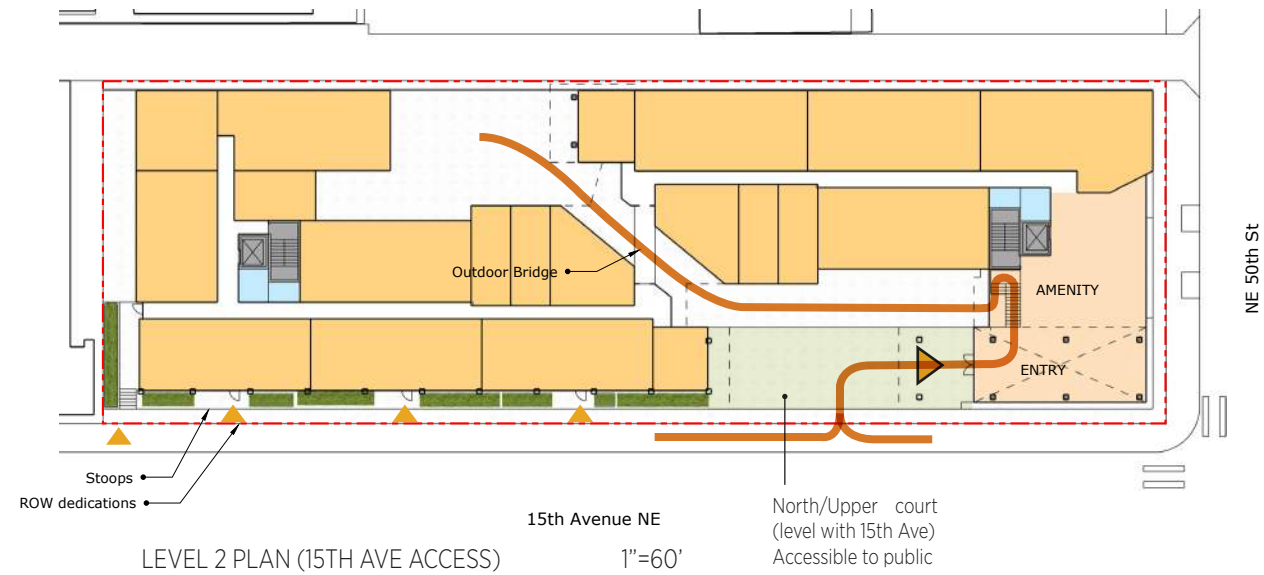 NE 50th St
Outdoor Bridge
AMENITY
ENTRY
Stoops
ROW dedications
15th Avenue NE
North/Upper court
(level with 15th Ave)
Accessible to public
LEVEL 2 PLAN (15TH AVE ACCESS)
1”=60’